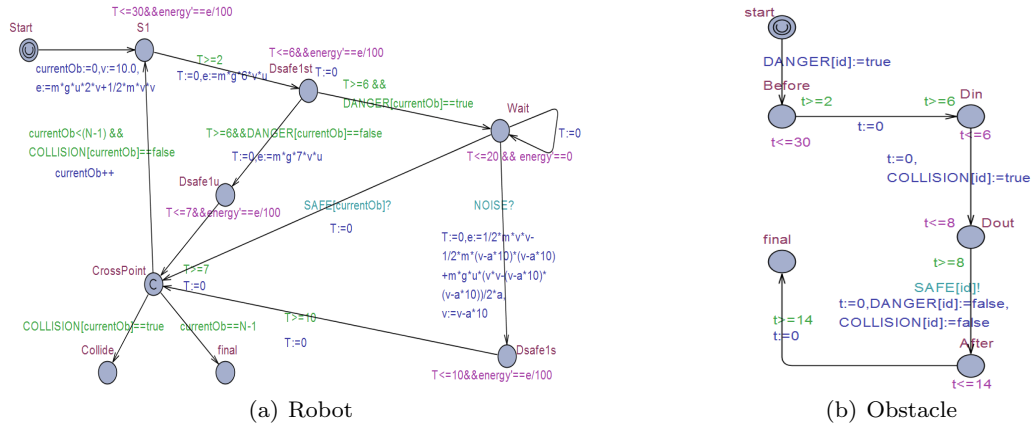 T<=30&&energy'==e/100
Start
S1
T>=2
T<=6&&energy'==e/100
Dsafe1st
T:=0
currentOb:=0,v:=10.0,
e:=m*g*u*2*v+1/2*m*v*v
T:=0,e:=m*g*6*v*u
T>=6 &&
DANGER[currentOb]==true
Wait
T:=0
T<=20 && energy'==0
currentOb<(N-1) &&
COLLISION[currentOb]==false
currentOb++
T>=6&&DANGER[currentOb]==false
T:=0,e:=m*g*7*v*u
Dsafe1u
T<=7&&energy'==e/100
SAFE[currentOb]?
T:=0
NOISE?
T:=0,e:=1/2*m*v*v-
1/2*m*(v-a*10)*(v-a*10)
+m*g*u*(v*v-(v-a*10)*
(v-a*10))/2*a,
v:=v-a*10
CrossPoint
C
T>=7
T:=0
T>=10
T:=0
COLLISION[currentOb]==true
currentOb==N-1
Collide
final
Dsafe1s
T<=10&&energy'==e/100
(a) Robot
start
DANGER[id]:=true
Before
t>=2
t>=6
Din
t<=30
t:=0
t<=6
t:=0,
COLLISION[id]:=true
t<=8
Dout
final
t>=8
SAFE[id]!
t:=0,DANGER[id]:=false,
COLLISION[id]:=false
t>=14
t:=0
After
t<=14
(b) Obstacle